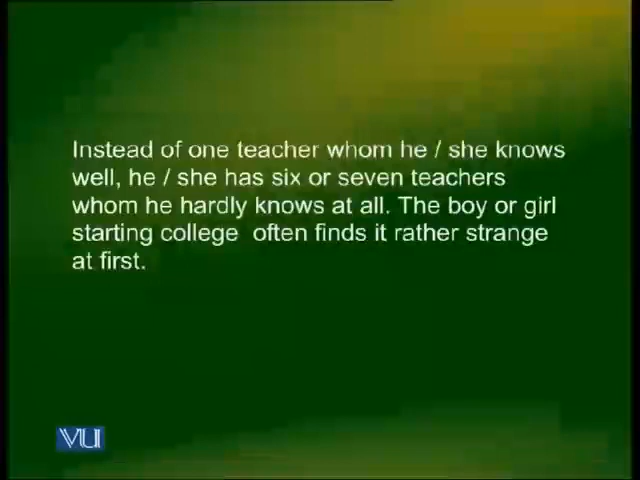 Instead of one teacher whom he / she knows
well, he / she has six or seven teachers
whom he hardly knows at all. The boy or girl
starting college often finds it rather strange
at first.
VU